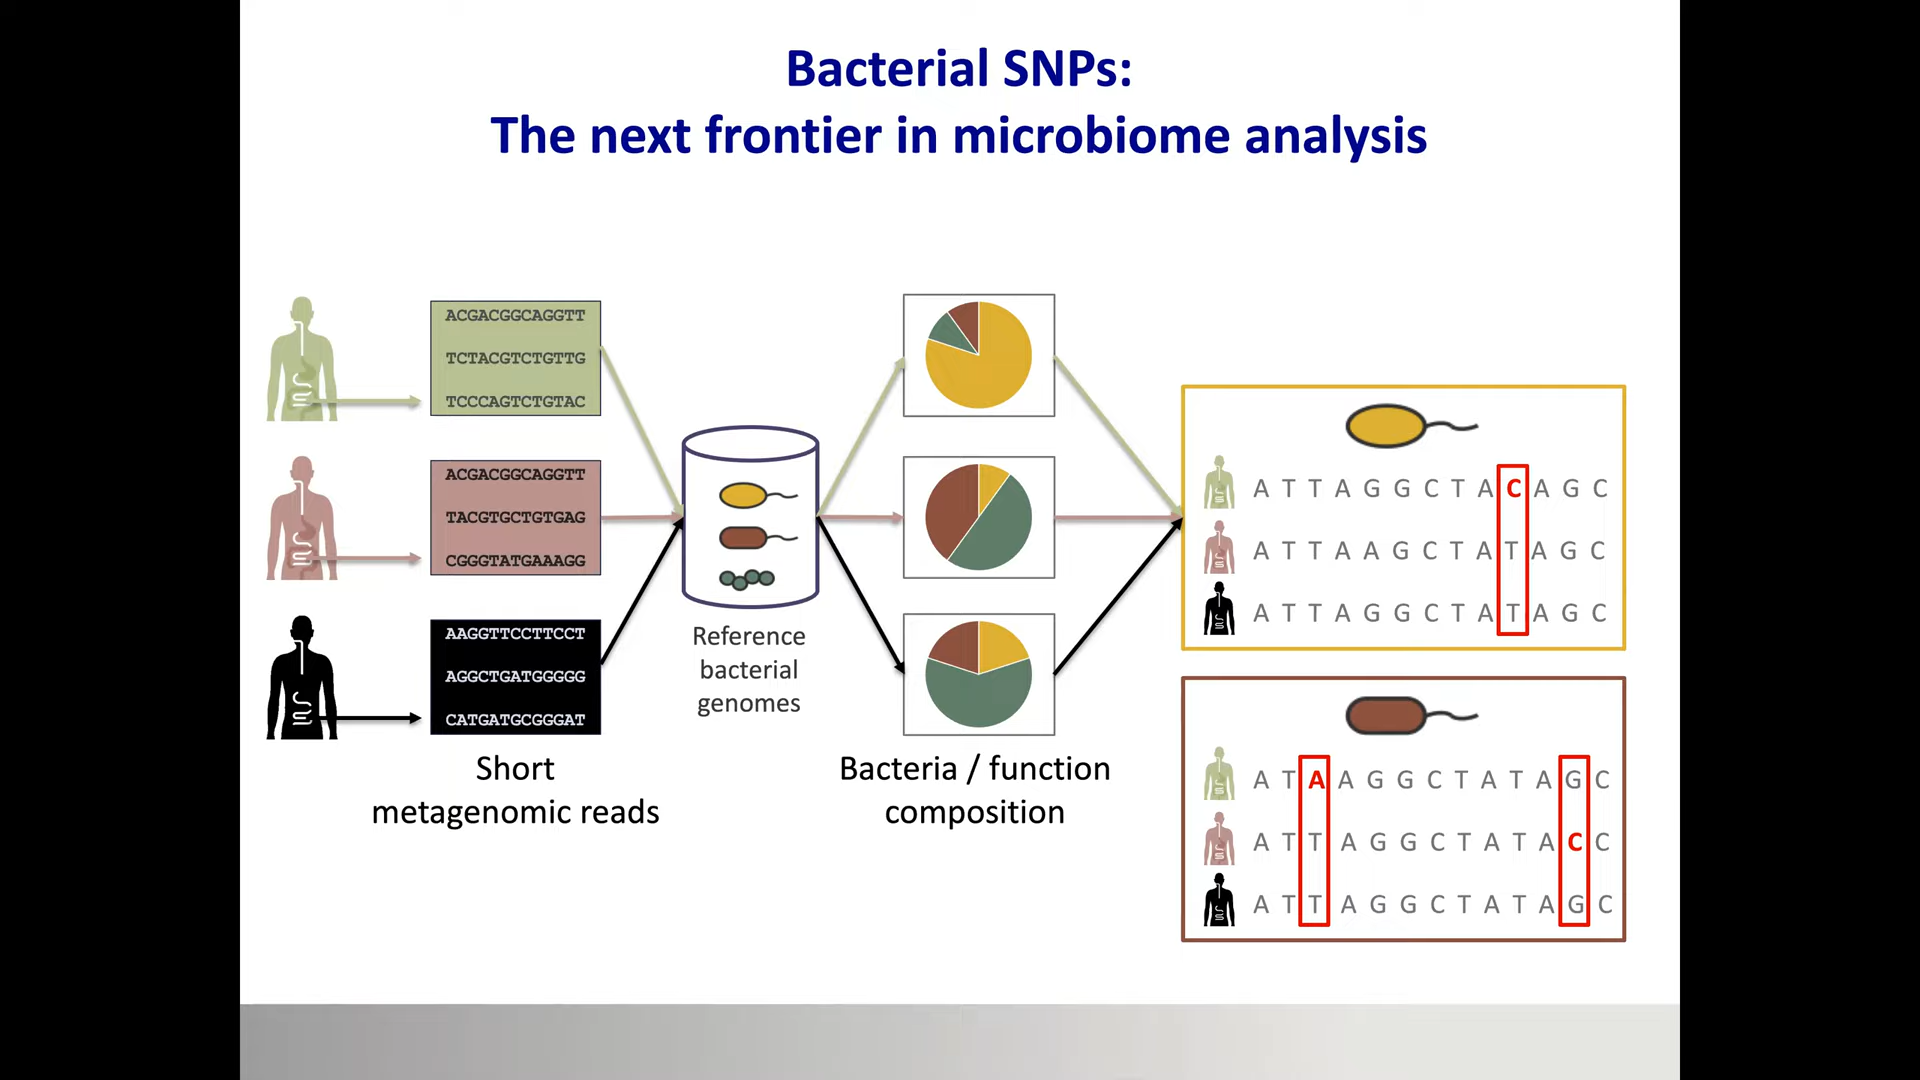 Bacterial SNPs:
The next frontier in microbiome analysis
ACGACGGCAGGTT
TCTACGTCTGTTG
TCCCAGTCTGTAC
ACGACGGCAGGTT
TACGTGCTGTGAG
CGGGTATGAAAGG
AAGGTTCCTTCCT
AGGCTGATGGGGG
CATGATGCGGGAT
Short
metagenomic reads
Reference
bacterial
genomes
Bacteria / function
composition
A T T A G G C T A C A G C
A T T A A G C T A T A G C
A T T A G G C T A T A G C
A T A A G G C T A T A G C
A T T A G G C T A T A C C
A T T A G G C T A T A G C